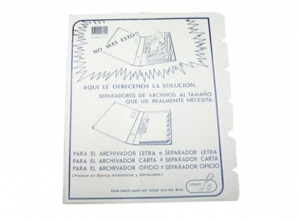 NO MAS ESTO!!
AQUI LE OFRECEMOS LA SOLUCION.
SEPARADORES DE ARCHIVOS AL TAMAÑO
QUE UD. REALMENTE NECESITA.
PARA EL ARCHIVADOR LETRA SEPARADOR LETRA
PARA EL ARCHIVADOR CARTA SEPARADOR CARTA
PARA EL ARCHIVADOR OFICIO SEPARADOR OFICIO